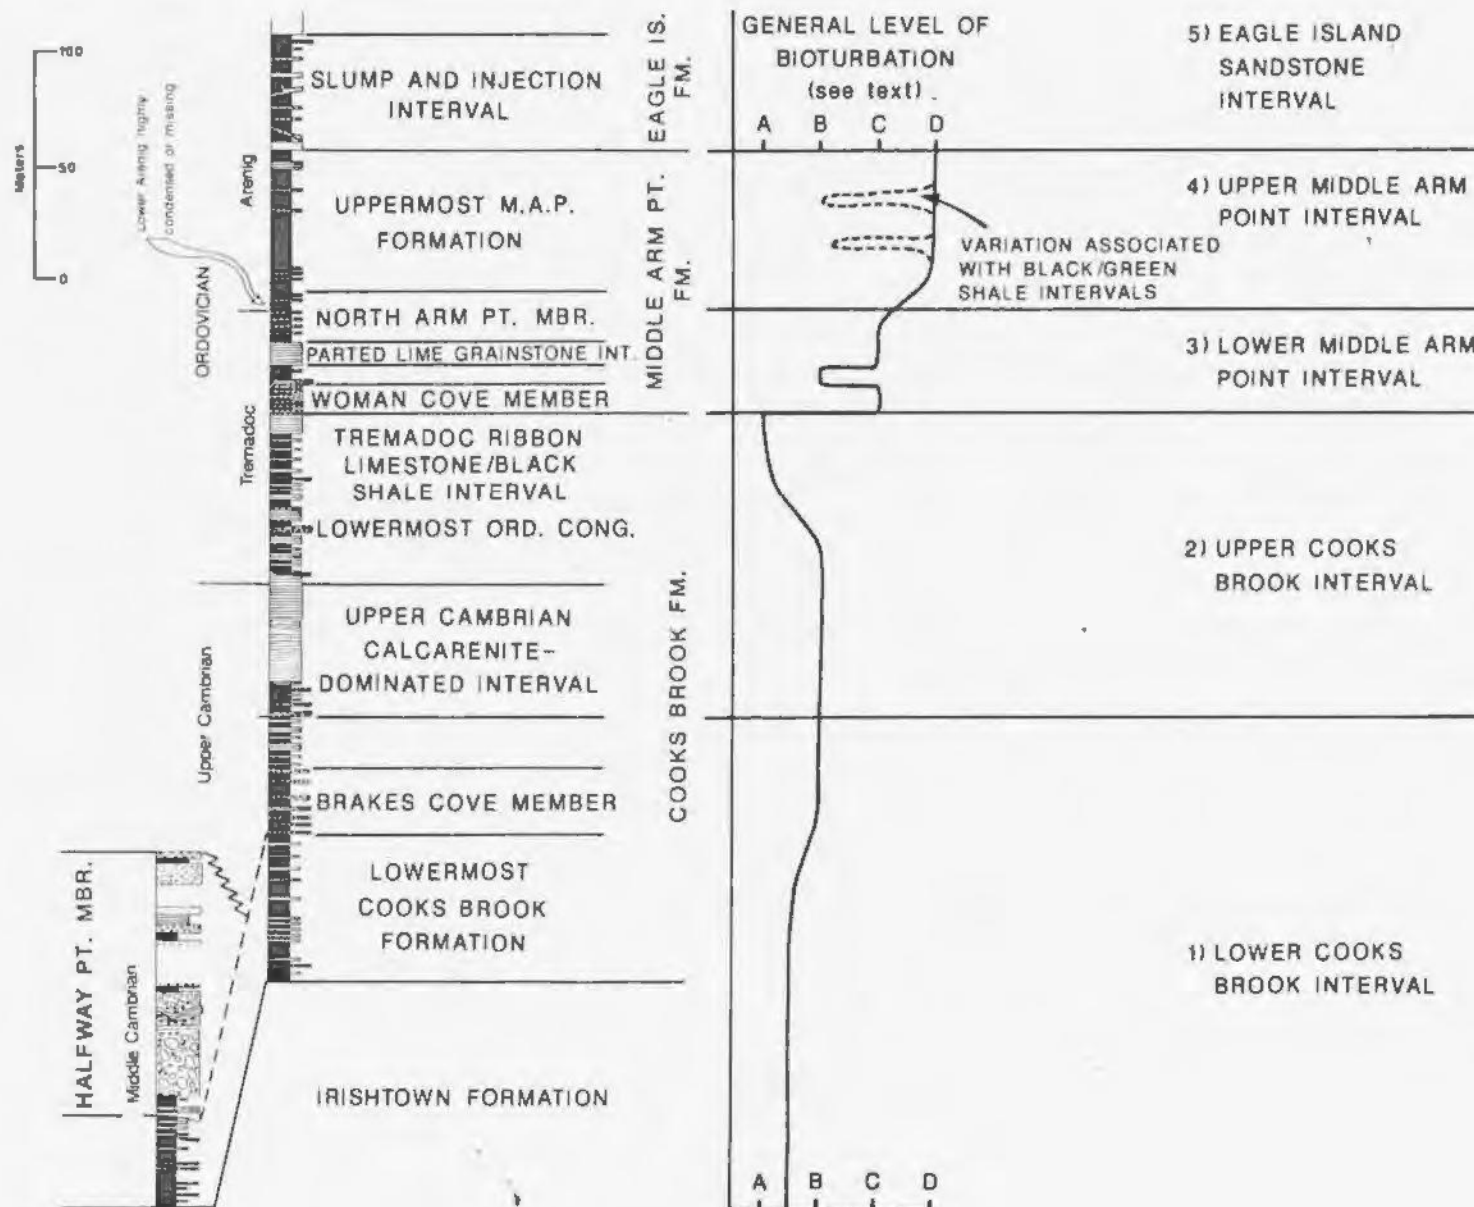 100
50
0
Meters
Lower Arenig highly
condensed or missing
Arenig
ORDOVICIAN
Tremadoc
Upper Cambrian
HALFWAY PT. MBR.
Middle Cambrian
SLUMP AND INJECTION
INTERVAL
UPPERMOST M.A.P.
FORMATION
NORTH ARM PT. MBR.
PARTED LIME GRAINSTONE INT.
WOMAN COVE MEMBER
TREMADOC RIBBON
LIMESTONE/BLACK
SHALE INTERVAL
LOWERMOST ORD. CONG.
UPPER CAMBRIAN
CALCARENITE-
DOMINATED INTERVAL
BRAKES COVE MEMBER
LOWERMOST
COOKS BROOK
FORMATION
IRISHTOWN FORMATION
EAGLE IS.
FM.
MIDDLE ARM PT.
FM.
COOKS BROOK FM.
GENERAL LEVEL OF
BIOTURBATION
(see text)
A B C D
VARIATION ASSOCIATED
WITH BLACK/GREEN
SHALE INTERVALS
A B C D
5) EAGLE ISLAND
SANDSTONE
INTERVAL
4) UPPER MIDDLE ARM
POINT INTERVAL
3) LOWER MIDDLE ARM
POINT INTERVAL
2) UPPER COOKS
BROOK INTERVAL
1) LOWER COOKS
BROOK INTERVAL